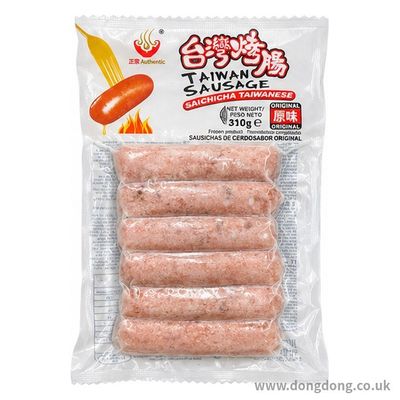 正宗 Authentic ®
台灣烤腸
TAIWAN
SAUSAGE
SAICHICHA TAIWANESE
NET WEIGHT/
PESO NETO 310g e
ORIGINAL
原味
ORIGINAL
Frozen product
SAUSICHAS DE CERDOSABOR ORIGINAL
www.dongdong.co.uk